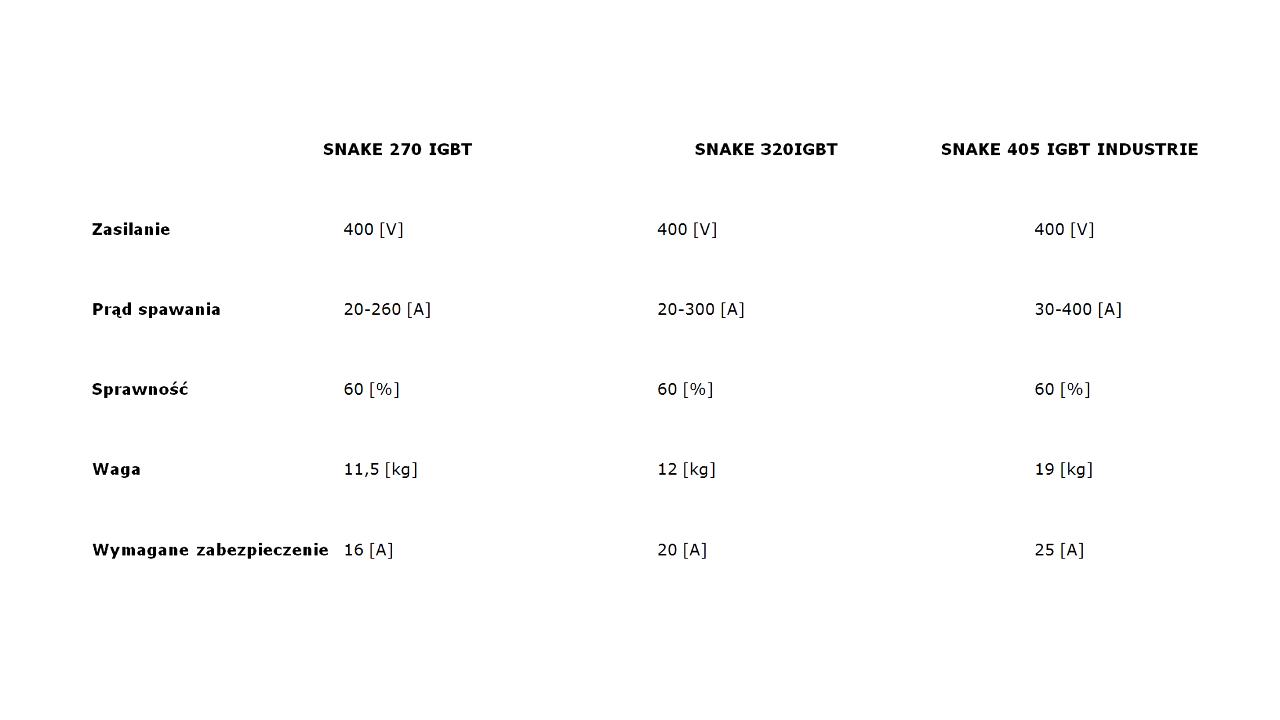 SNAKE 270 IGBT SNAKE 320IGBT SNAKE 405 IGBT INDUSTRIE
Zasilanie 400 [V] 400 [V] 400 [V]
Prąd spawania 20-260 [A] 20-300 [A] 30-400 [A]
Sprawność 60 [%] 60 [%] 60 [%]
Waga 11,5 [kg] 12 [kg] 19 [kg]
Wymagane zabezpieczenie 16 [A] 20 [A] 25 [A]